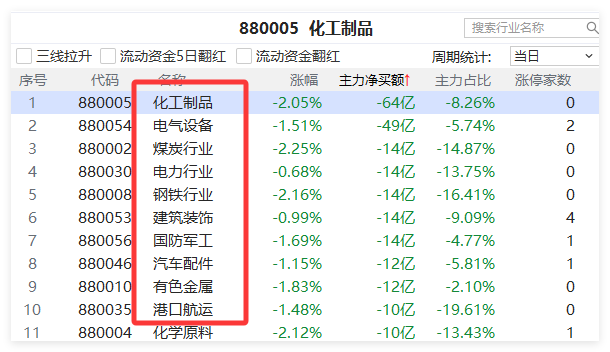 880005 化工制品
搜索行业名称
三线拉升 流动资金5日翻红 流动资金翻红 周期统计: 当日
序号 代码 名称 涨幅 主力净买额↑ 主力占比 涨停家数
1 880005 化工制品 -2.05% -64亿 -8.26% 0
2 880054 电气设备 -1.51% -49亿 -5.74% 2
3 880002 煤炭行业 -2.25% -14亿 -14.87% 0
4 880030 电力行业 -0.68% -14亿 -13.75% 0
5 880008 钢铁行业 -2.16% -14亿 -16.41% 0
6 880053 建筑装饰 -0.99% -14亿 -9.09% 4
7 880056 国防军工 -1.69% -14亿 -4.77% 1
8 880046 汽车配件 -1.15% -12亿 -5.81% 1
9 880010 有色金属 -1.83% -12亿 -2.10% 0
10 880035 港口航运 -1.48% -10亿 -19.61% 0
11 880004 化学原料 -2.12% -10亿 -13.43% 1